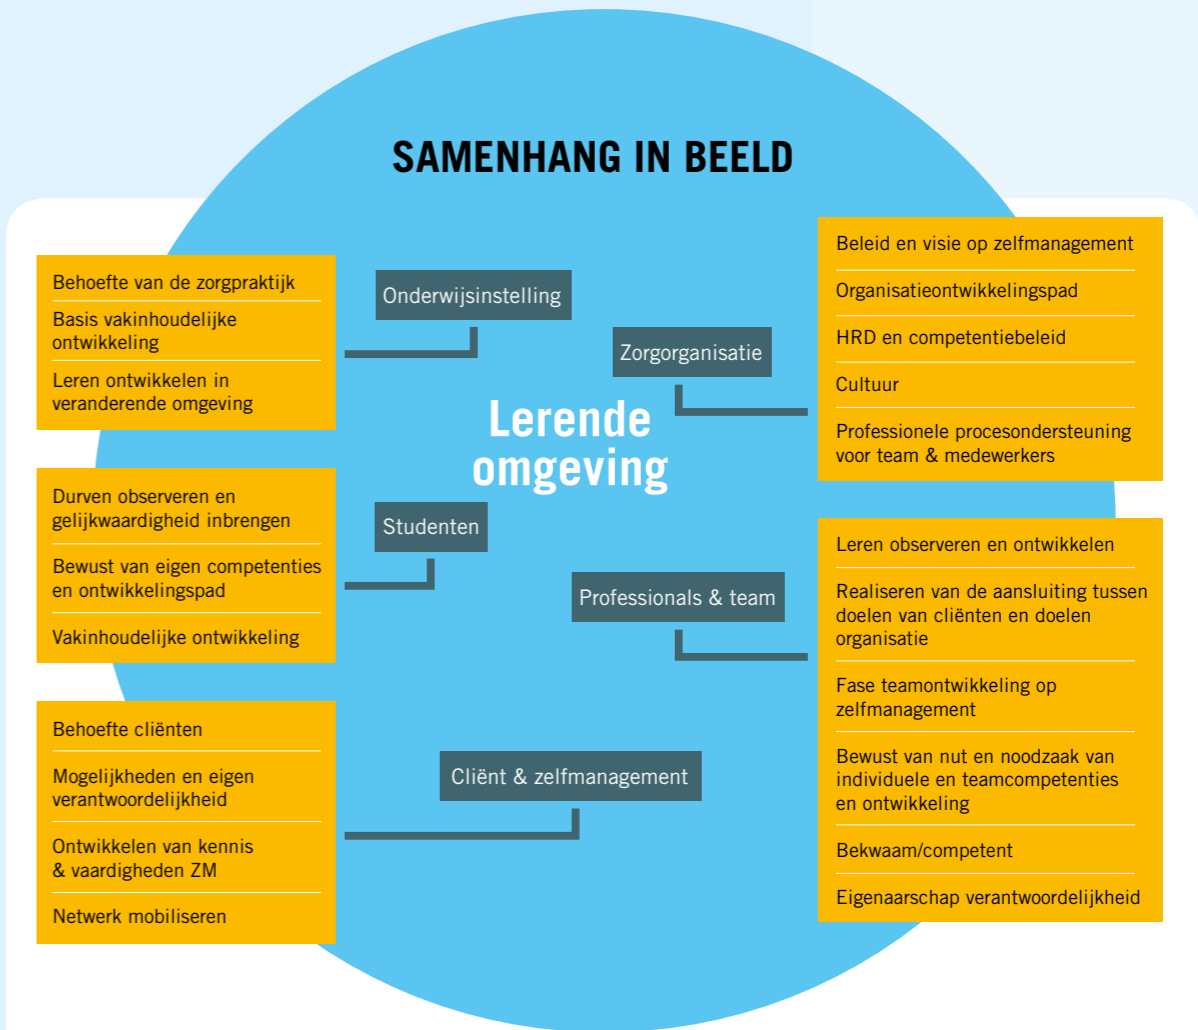 SAMENHANG IN BEELD
Onderwijsinstelling
Behoefte van de zorgpraktijk
Basis vakinhoudelijke
ontwikkeling
Leren ontwikkelen in
veranderende omgeving
Zorgorganisatie
Beleid en visie op zelfmanagement
Organisatieontwikkelingspad
HRD en competentiebeleid
Cultuur
Professionele procesondersteuning
voor team & medewerkers
Lerende
omgeving
Studenten
Durven observeren en
gelijkwaardigheid inbrengen
Bewust van eigen competenties
en ontwikkelingspad
Vakinhoudelijke ontwikkeling
Professionals & team
Leren observeren en ontwikkelen
Realiseren van de aansluiting tussen
doelen van cliënten en doelen
organisatie
Fase teamontwikkeling op
zelfmanagement
Bewust van nut en noodzaak van
individuele en teamcompetenties
en ontwikkeling
Bekwaam/competent
Eigenaarschap verantwoordelijkheid
Cliënt & zelfmanagement
Behoefte cliënten
Mogelijkheden en eigen
verantwoordelijkheid
Ontwikkelen van kennis
& vaardigheden ZM
Netwerk mobiliseren